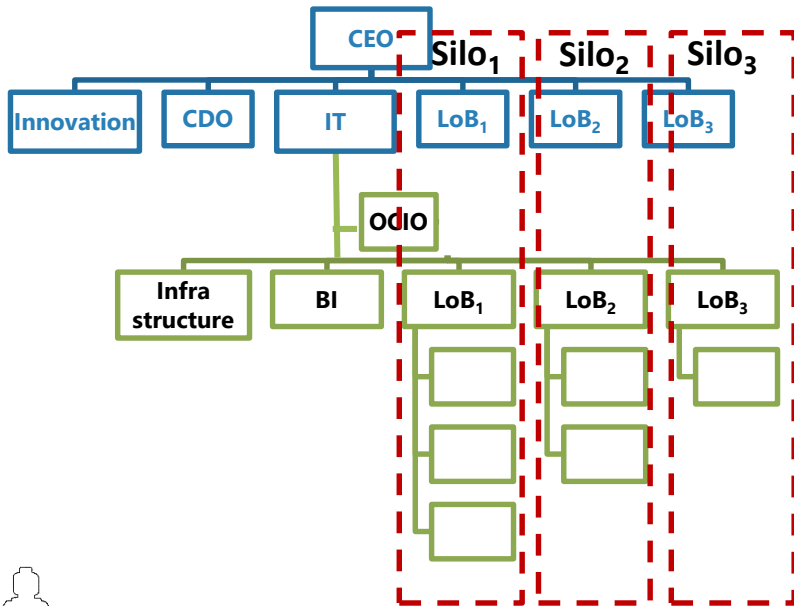 CEO
Silo₁
Silo₂
Silo₃
Innovation
CDO
IT
LoB₁
LoB₂
LoB₃
OCIO
Infra
structure
BI
LoB₁
LoB₂
LoB₃